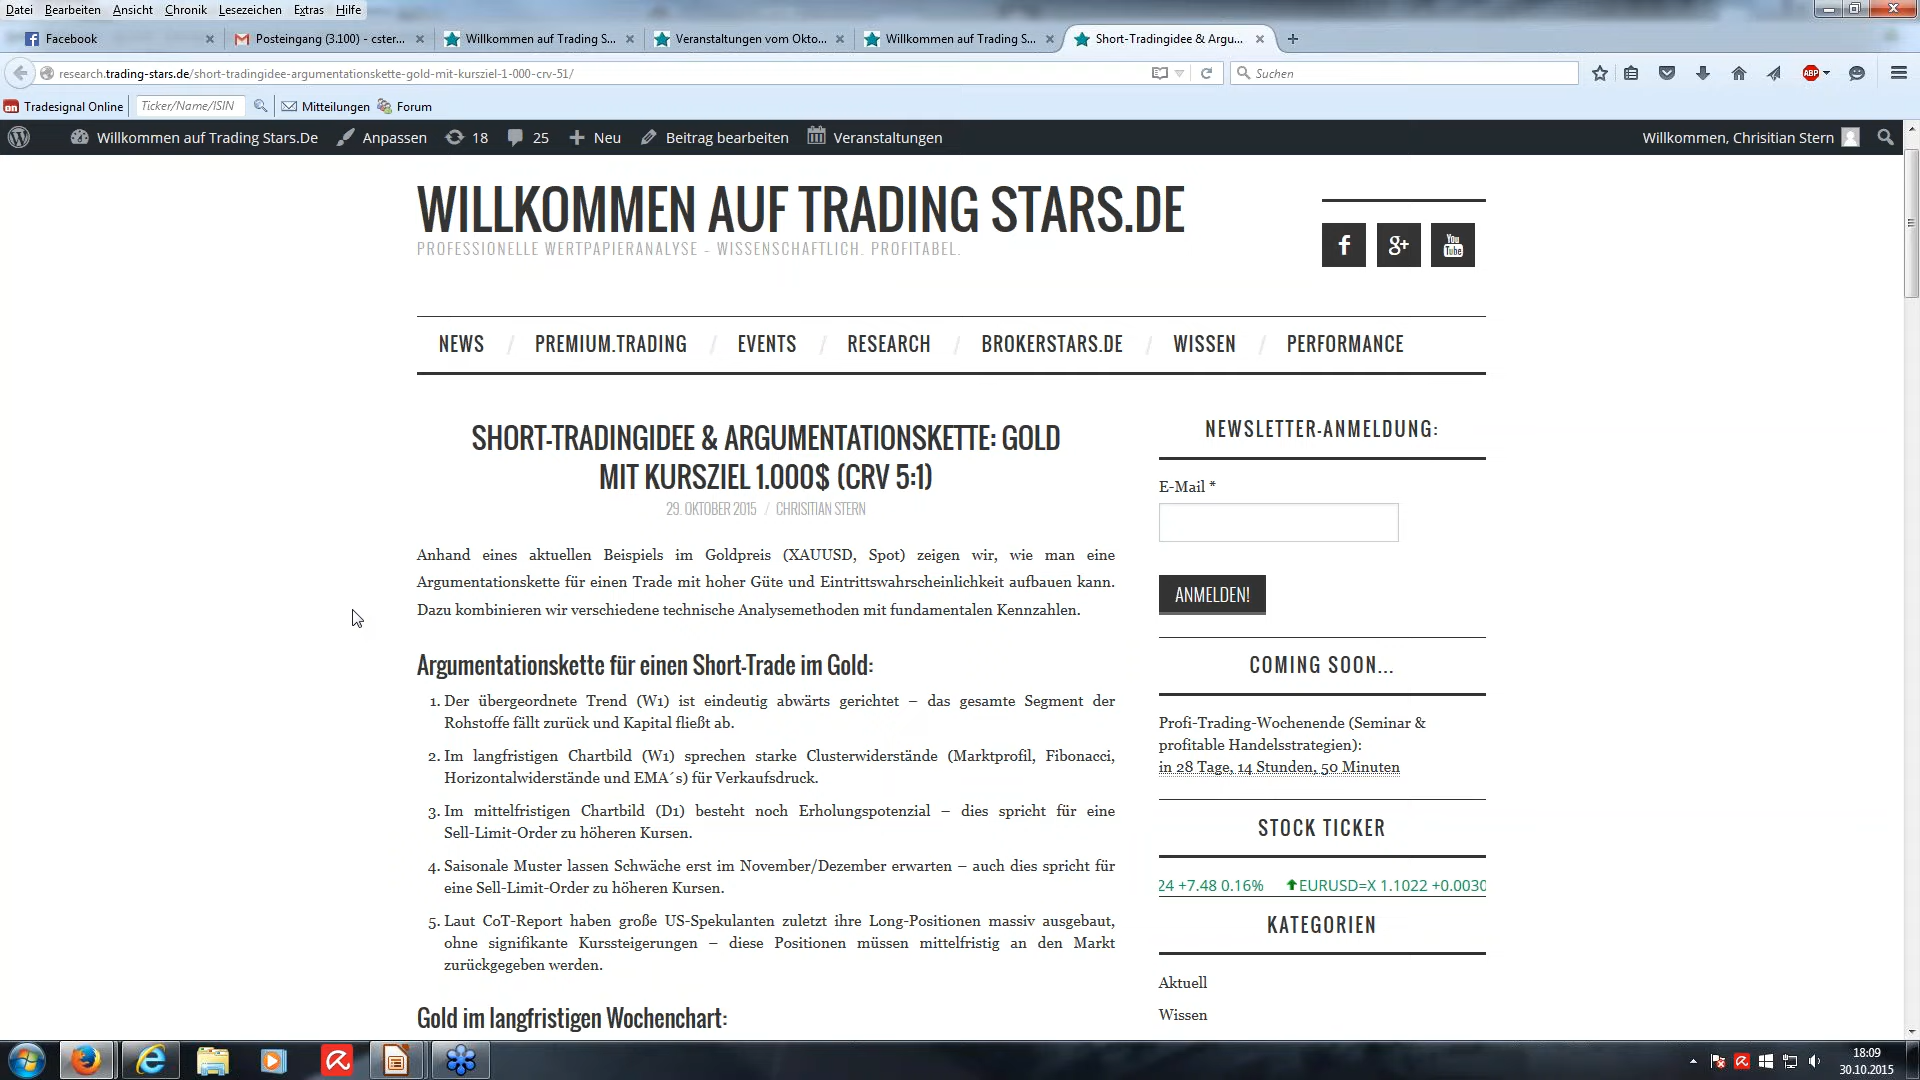 Datei Bearbeiten Ansicht Chronik Lesezeichen Extras Hilfe
Facebook
Posteingang (3.100) - cster...
Willkommen auf Trading S...
Veranstaltungen vom Okto...
Willkommen auf Trading S...
Short-Tradingidee & Argu...
research.trading-stars.de/short-tradingidee-argumentationskette-gold-mit-kursziel-1-000-crv-51/
Suchen
ABP
on Tradesignal Online Ticker/Name/ISIN Mitteilungen Forum
Willkommen auf Trading Stars.De Anpassen 18 25 Neu Beitrag bearbeiten Veranstaltungen Willkommen, Chrisitian Stern
WILLKOMMEN AUF TRADING STARS.DE
PROFESSIONELLE WERTPAPIERANALYSE – WISSENSCHAFTLICH. PROFITABEL.
f g+ You Tube
NEWS / PREMIUM.TRADING / EVENTS / RESEARCH / BROKERSTARS.DE / WISSEN / PERFORMANCE
SHORT-TRADINGIDEE & ARGUMENTATIONSKETTE: GOLD
MIT KURSZIEL 1.000$ (CRV 5:1)
29. OKTOBER 2015 / CHRISITIAN STERN
Anhand eines aktuellen Beispiels im Goldpreis (XAUUSD, Spot) zeigen wir, wie man eine
Argumentationskette für einen Trade mit hoher Güte und Eintrittswahrscheinlichkeit aufbauen kann.
Dazu kombinieren wir verschiedene technische Analysemethoden mit fundamentalen Kennzahlen.
Argumentationskette für einen Short-Trade im Gold:
1. Der übergeordnete Trend (W1) ist eindeutig abwärts gerichtet – das gesamte Segment der
Rohstoffe fällt zurück und Kapital fließt ab.
2. Im langfristigen Chartbild (W1) sprechen starke Clusterwiderstände (Marktprofil, Fibonacci,
Horizontalwiderstände und EMA´s) für Verkaufsdruck.
3. Im mittelfristigen Chartbild (D1) besteht noch Erholungspotenzial – dies spricht für eine
Sell-Limit-Order zu höheren Kursen.
4. Saisonale Muster lassen Schwäche erst im November/Dezember erwarten – auch dies spricht für
eine Sell-Limit-Order zu höheren Kursen.
5. Laut CoT-Report haben große US-Spekulanten zuletzt ihre Long-Positionen massiv ausgebaut,
ohne signifikante Kurssteigerungen – diese Positionen müssen mittelfristig an den Markt
zurückgegeben werden.
Gold im langfristigen Wochenchart:
NEWSLETTER-ANMELDUNG:
E-Mail *
ANMELDEN!
COMING SOON...
Profi-Trading-Wochenende (Seminar &
profitable Handelsstrategien):
in 28 Tage, 14 Stunden, 50 Minuten
STOCK TICKER
24 +7.48 0.16% EURUSD=X 1.1022 +0.0030
KATEGORIEN
Aktuell
Wissen
18:09
30.10.2015